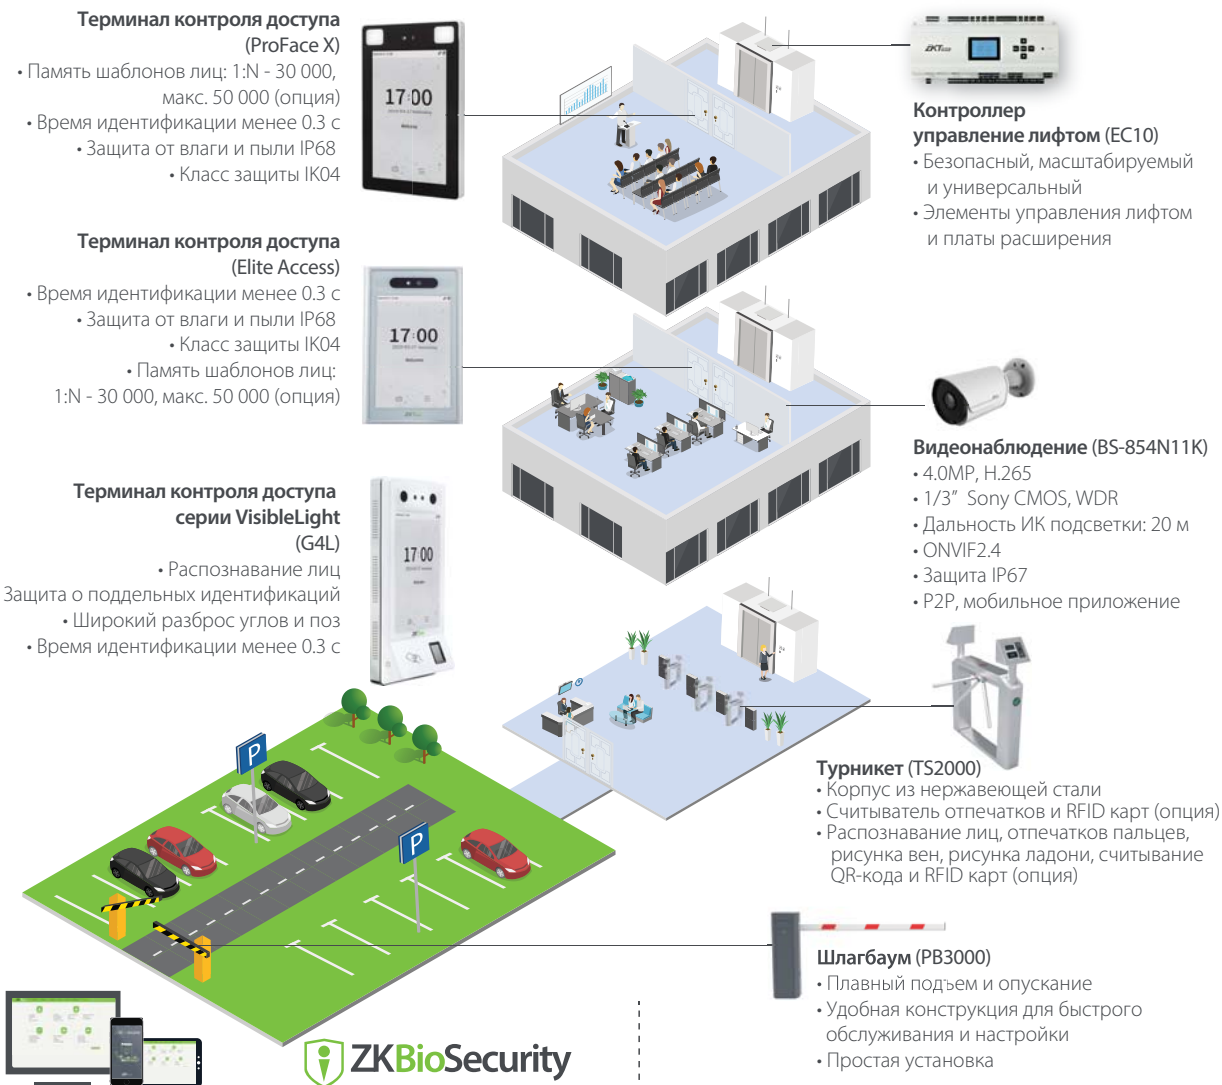 Терминал контроля доступа
(ProFace X)
• Память шаблонов лиц: 1:N - 30 000,
макс. 50 000 (опция)
• Время идентификации менее 0.3 с
• Защита от влаги и пыли IP68
• Класс защиты IK04
17:00
Welcome
Терминал контроля доступа
(Elite Access)
• Время идентификации менее 0.3 с
• Защита от влаги и пыли IP68
• Класс защиты IK04
• Память шаблонов лиц:
1:N - 30 000, макс. 50 000 (опция)
17:00
Терминал контроля доступа
серии VisibleLight
(G4L)
• Распознавание лиц
Защита о поддельных идентификаций
• Широкий разброс углов и поз
• Время идентификации менее 0.3 с
17:00
Контроллер
управление лифтом (EC10)
• Безопасный, масштабируемый
и универсальный
• Элементы управления лифтом
и платы расширения
Видеонаблюдение (BS-854N11K)
• 4.0MP, H.265
• 1/3” Sony CMOS, WDR
• Дальность ИК подсветки: 20 м
• ONVIF2.4
• Защита IP67
• P2P, мобильное приложение
Турникет (TS2000)
• Корпус из нержавеющей стали
• Считыватель отпечатков и RFID карт (опция)
• Распознавание лиц, отпечатков пальцев,
рисунка вен, рисунка ладони, считывание
QR-кода и RFID карт (опция)
P
P
Шлагбаум (PB3000)
• Плавный подъем и опускание
• Удобная конструкция для быстрого
обслуживания и настройки
• Простая установка
ZKBioSecurity